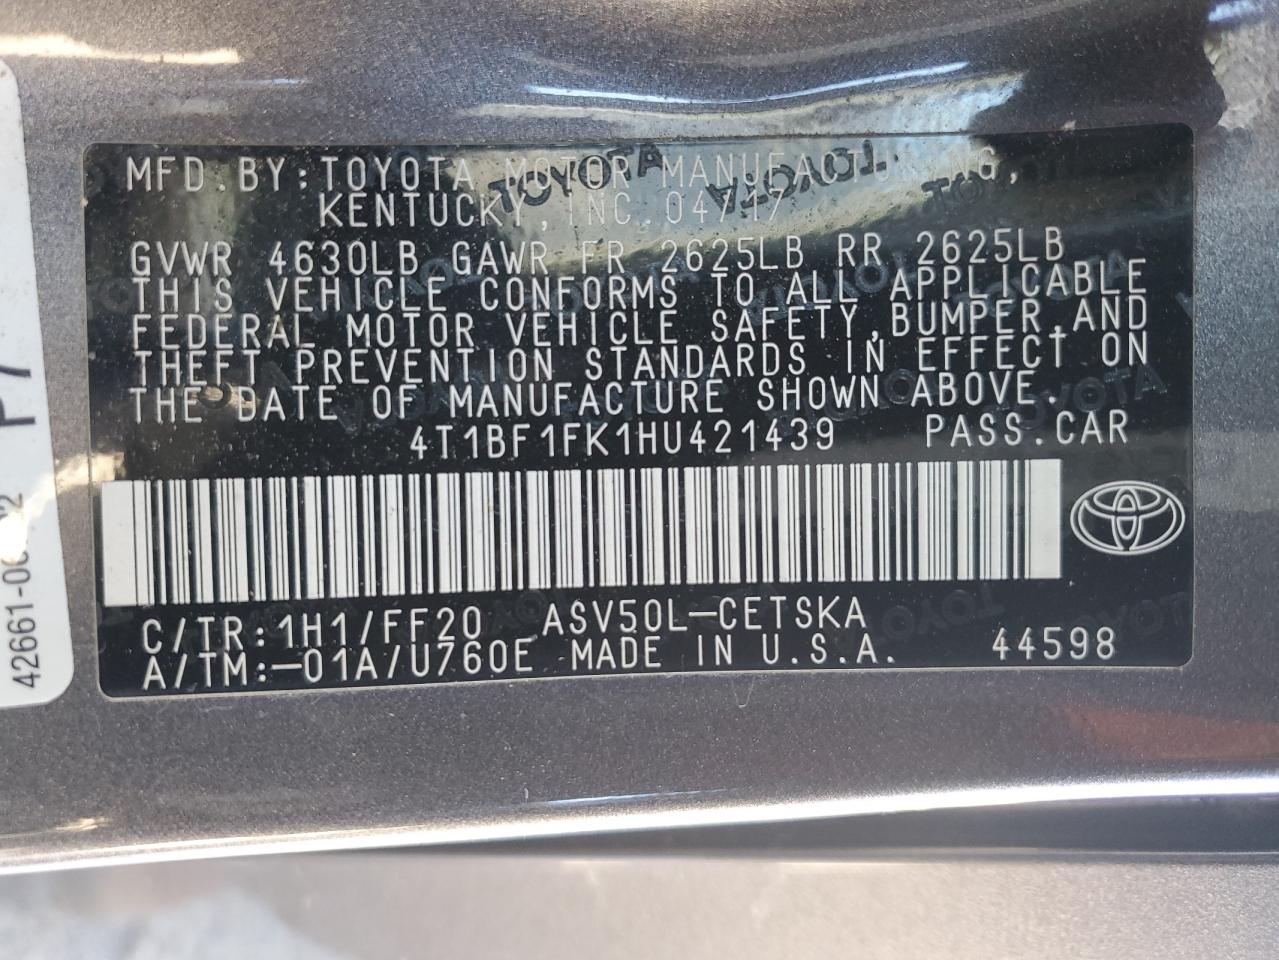 MFD.BY:TOYOTA MOTOR MANUFACTURING,
KENTUCKY,INC.04/17
GVWR 4630LB GAWR FR 2625LB RR 2625LB
THIS VEHICLE CONFORMS TO ALL APPLICABLE
FEDERAL MOTOR VEHICLE SAFETY,BUMPER,AND
THEFT PREVENTION STANDARDS IN EFFECT ON
THE DATE OF MANUFACTURE SHOWN ABOVE.
4T1BF1FK1HU421439 PASS.CAR
C/TR:1H1/FF20 ASV50L-CETSKA
A/TM:-01A/U760E MADE IN U.S.A. 44598